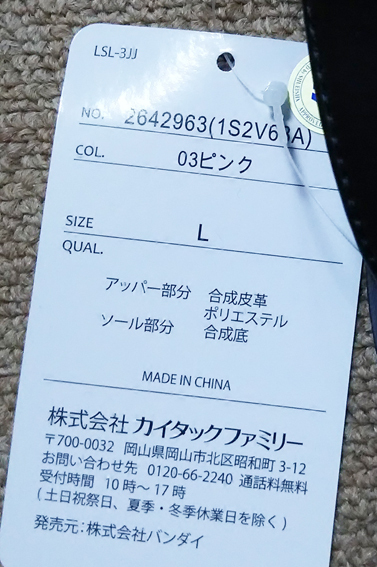 LSL-3JJ
NO. 2642963(1S2V6 A)
COL. 03ピンク
SIZE L
QUAL.
アッパー部分 合成皮革
ポリエステル
ソール部分 合成底
MADE IN CHINA
株式会社 カイタックファミリー
〒700-0032 岡山県岡山市北区昭和町 3-12
お問い合わせ先 0120-66-2240 通話料無料
受付時間 10時~17時
(土日祝祭日、夏季・冬季休業日を除く)
発売元:株式会社バンダイ